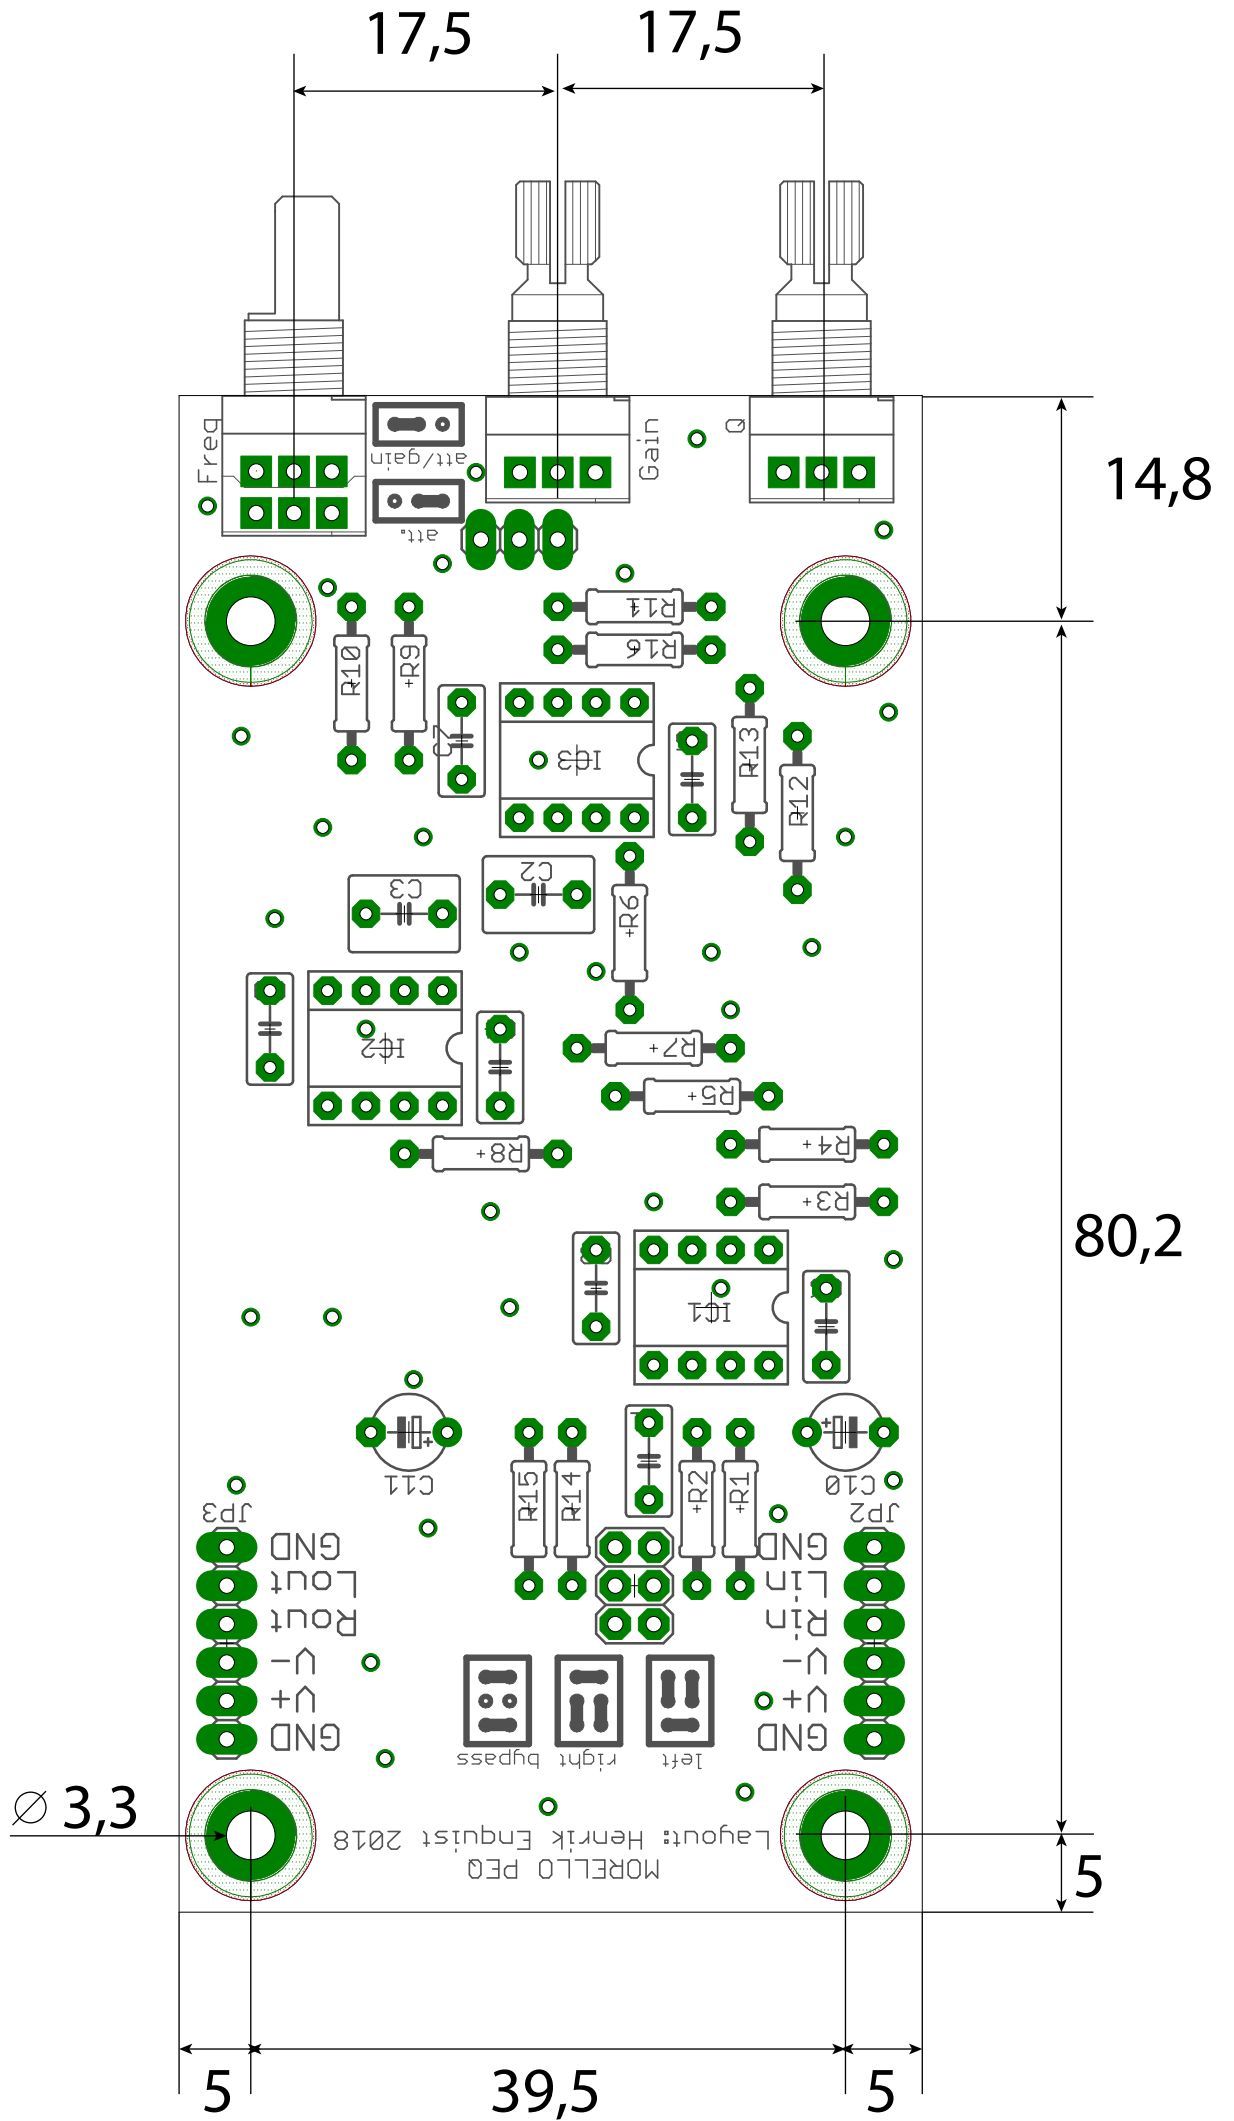 17,5
17,5
Freq
att/gain
Gain
Q
14,8
att.
R11
R10
R9
R16
C7
IC3
R13
R12
C2
C3
R6
IC2
R7
R5
R4
R8
R3
80,2
IC1
C11
R15
R14
R2
R1
C10
JP3
JP2
GND
GND
Lout
Lin
Rout
Rin
V-
V-
V+
V+
GND
GND
bypass
right
left
∅ 3,3
Layout: Henrik Enquist 2018
MORELLO PEQ
5
5
39,5
5